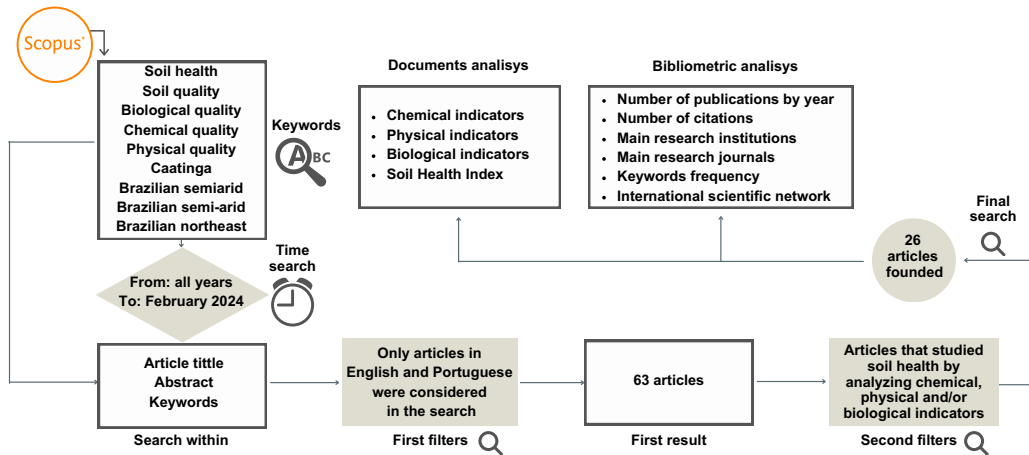 Scopus
Soil health
Soil quality
Biological quality
Chemical quality
Physical quality
Caatinga
Brazilian semiarid
Brazilian semi-arid
Brazilian northeast
Keywords
ABC
Documents analisys
• Chemical indicators
• Physical indicators
• Biological indicators
• Soil Health Index
Bibliometric analisys
• Number of publications by year
• Number of citations
• Main research institutions
• Main research journals
• Keywords frequency
• International scientific network
Final
search
26
articles
founded
Time
search
From: all years
To: February 2024
Article tittle
Abstract
Keywords
Search within
Only articles in
English and Portuguese
were considered
in the search
First filters
63 articles
First result
Articles that studied
soil health by
analyzing chemical,
physical and/or
biological indicators
Second filters